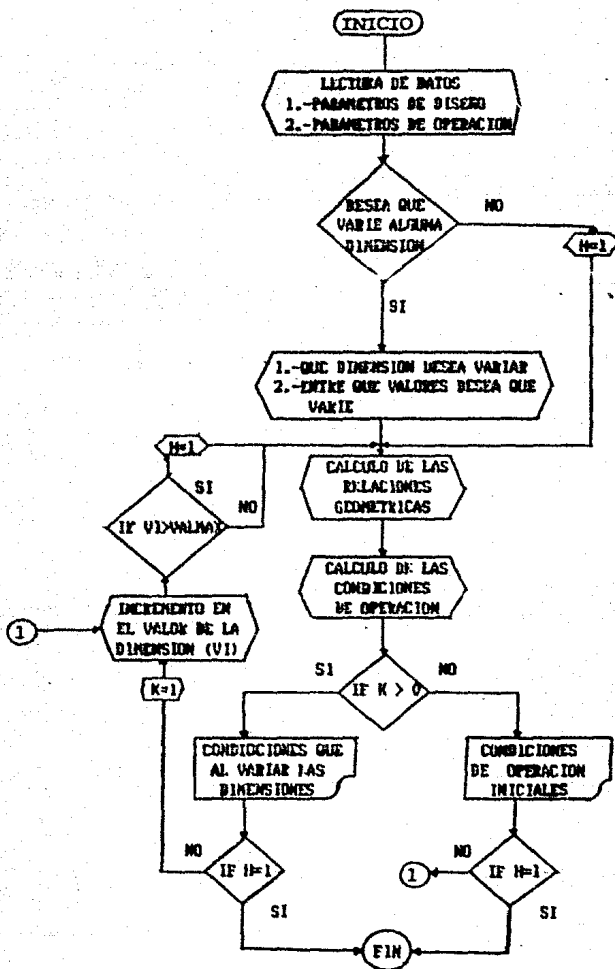 INICIO
LECTURA DE DATOS
1.-PARAMETROS DE DISEÑO
2.-PARAMETROS DE OPERACION
DESEA QUE
VARIE ALGUNA
DIMENSION
NO
H=1
SI
1.-QUE DIMENSION DESEA VARIAR
2.-ENTRE QUE VALORES DESEA QUE
VARIE
H=1
SI
NO
IF VI>VALMAX
CALCULO DE LAS
RELACIONES
GEOMETRICAS
CALCULO DE LAS
CONDICIONES
DE OPERACION
1
INCREMENTO EN
EL VALOR DE LA
DIMENSION (VI)
K=1
SI
NO
IF K > 0
CONDIOCIONES QUE
AL VARIAR LAS
DIMENSIONES
CONDICIONES
DE OPERACION
INICIALES
NO
IF H=1
SI
1
NO
IF H=1
SI
FIN